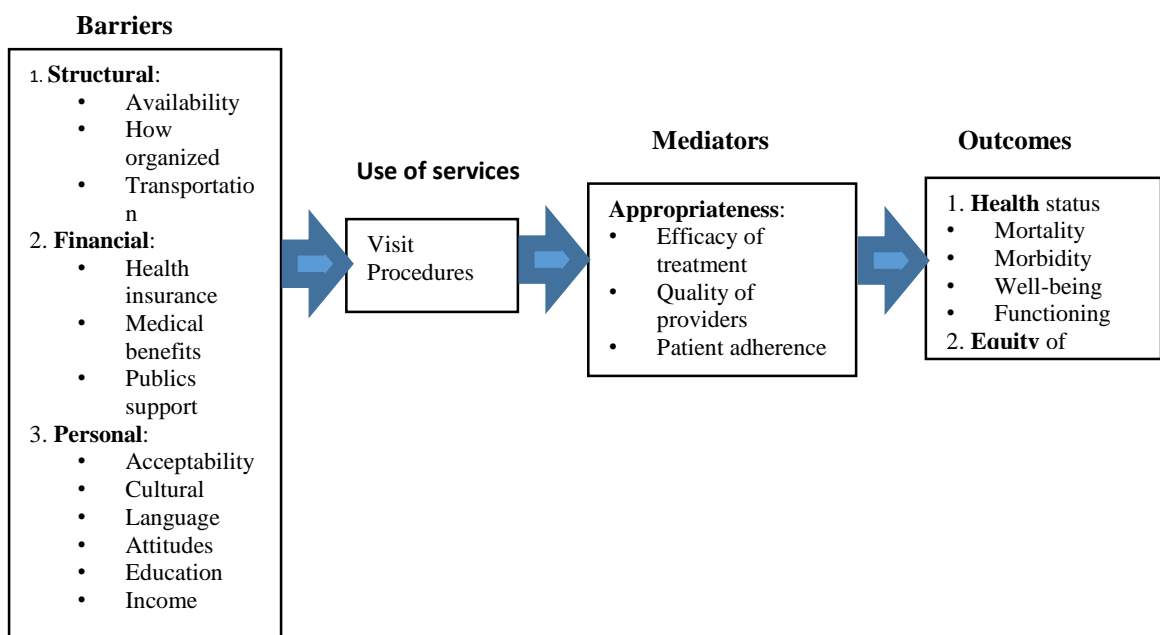 Barriers
1. Structural:
• Availability
• How
organized
• Transportatio
n
2. Financial:
• Health
insurance
• Medical
benefits
• Publics
support
3. Personal:
• Acceptability
• Cultural
• Language
• Attitudes
• Education
• Income
Use of services
Visit
Procedures
Mediators
Appropriateness:
• Efficacy of
treatment
• Quality of
providers
• Patient adherence
Outcomes
1. Health status
• Mortality
• Morbidity
• Well-being
• Functioning
2. Equity of